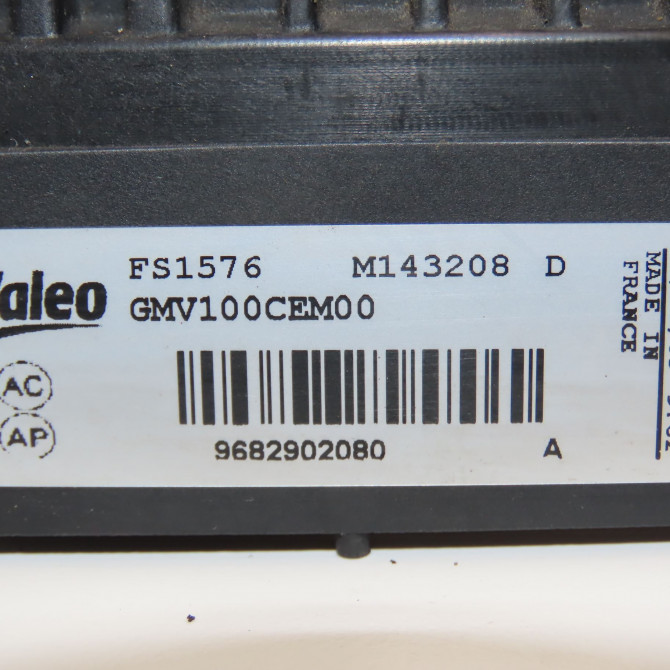 Valeo
FS1576 M143208 D
GMV100CEM00
AC
AP
9682902080 A
MADE IN
FRANCE